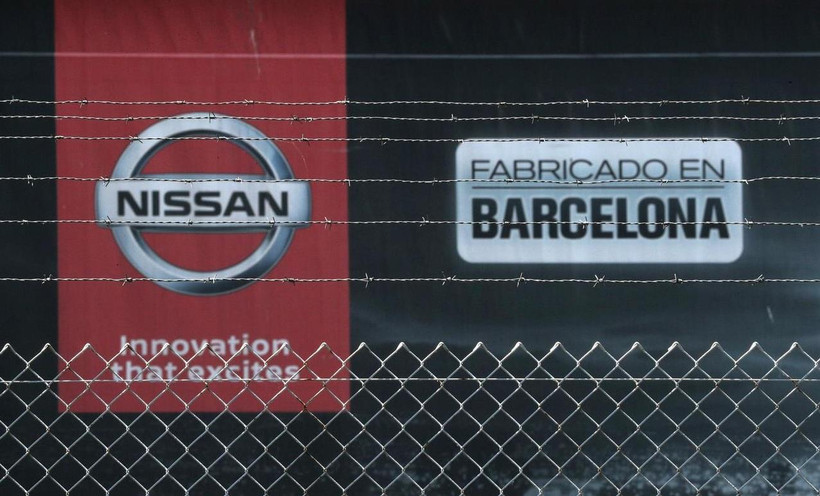 NISSAN
Innovation
that excites
FABRICADO EN
BARCELONA